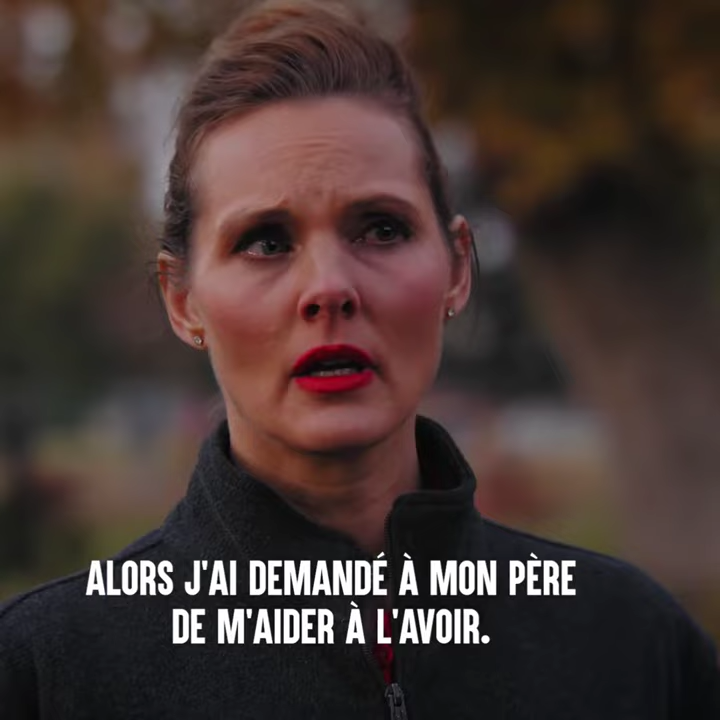 ALORS J'AI DEMANDÉ À MON PÈRE
DE M'AIDER À L'AVOIR.